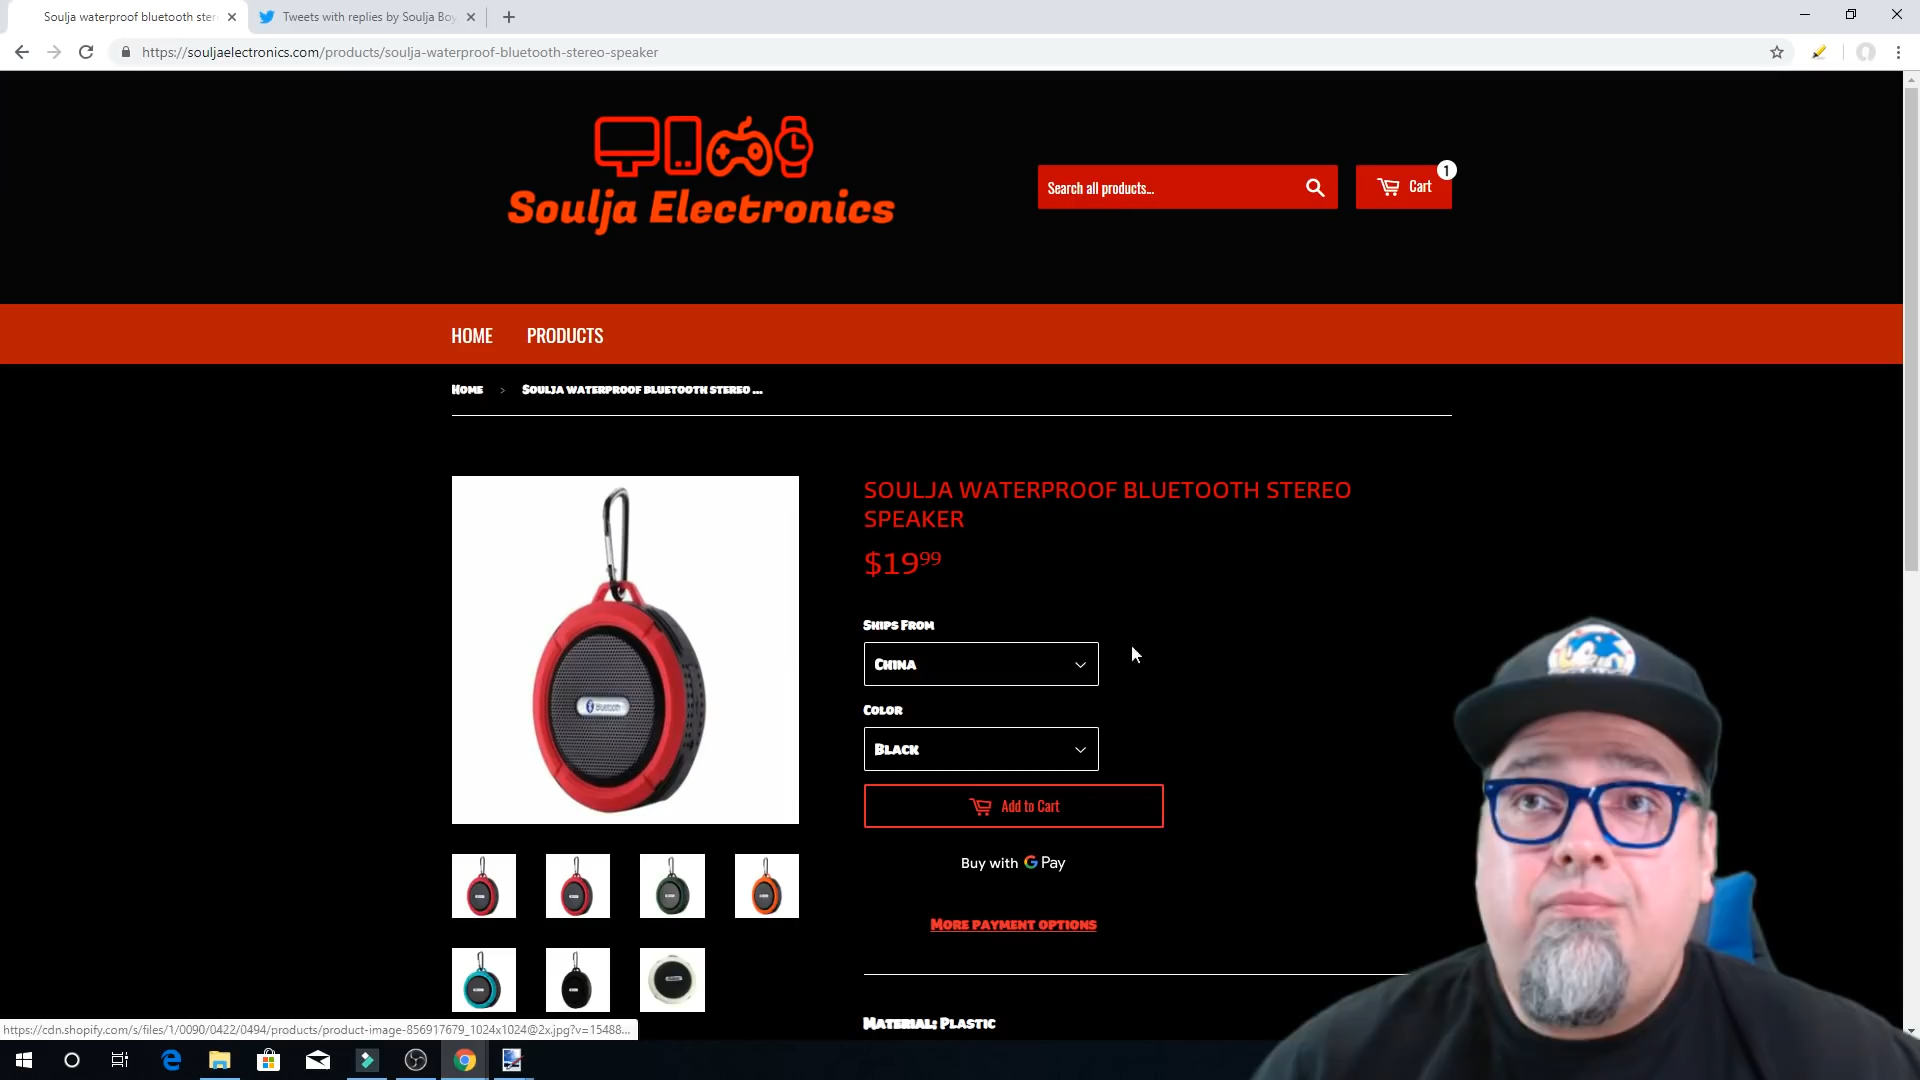 Soulja waterproof bluetooth ster
Tweets with replies by Soulja Boy
https://souljaelectronics.com/products/soulja-waterproof-bluetooth-stereo-speaker
Soulja Electronics
Search all products...
Cart
1
HOME
PRODUCTS
Home > Soulja waterproof bluetooth stereo ...
SOULJA WATERPROOF BLUETOOTH STEREO
SPEAKER
$19.99
Ships From
China
Color
Black
Add to Cart
Buy with G Pay
More payment options
Material: Plastic
Bluetooth
https://cdn.shopify.com/s/files/1/0090/0422/0494/products/product-image-856917679_1024x1024@2x.jpg?v=15488...